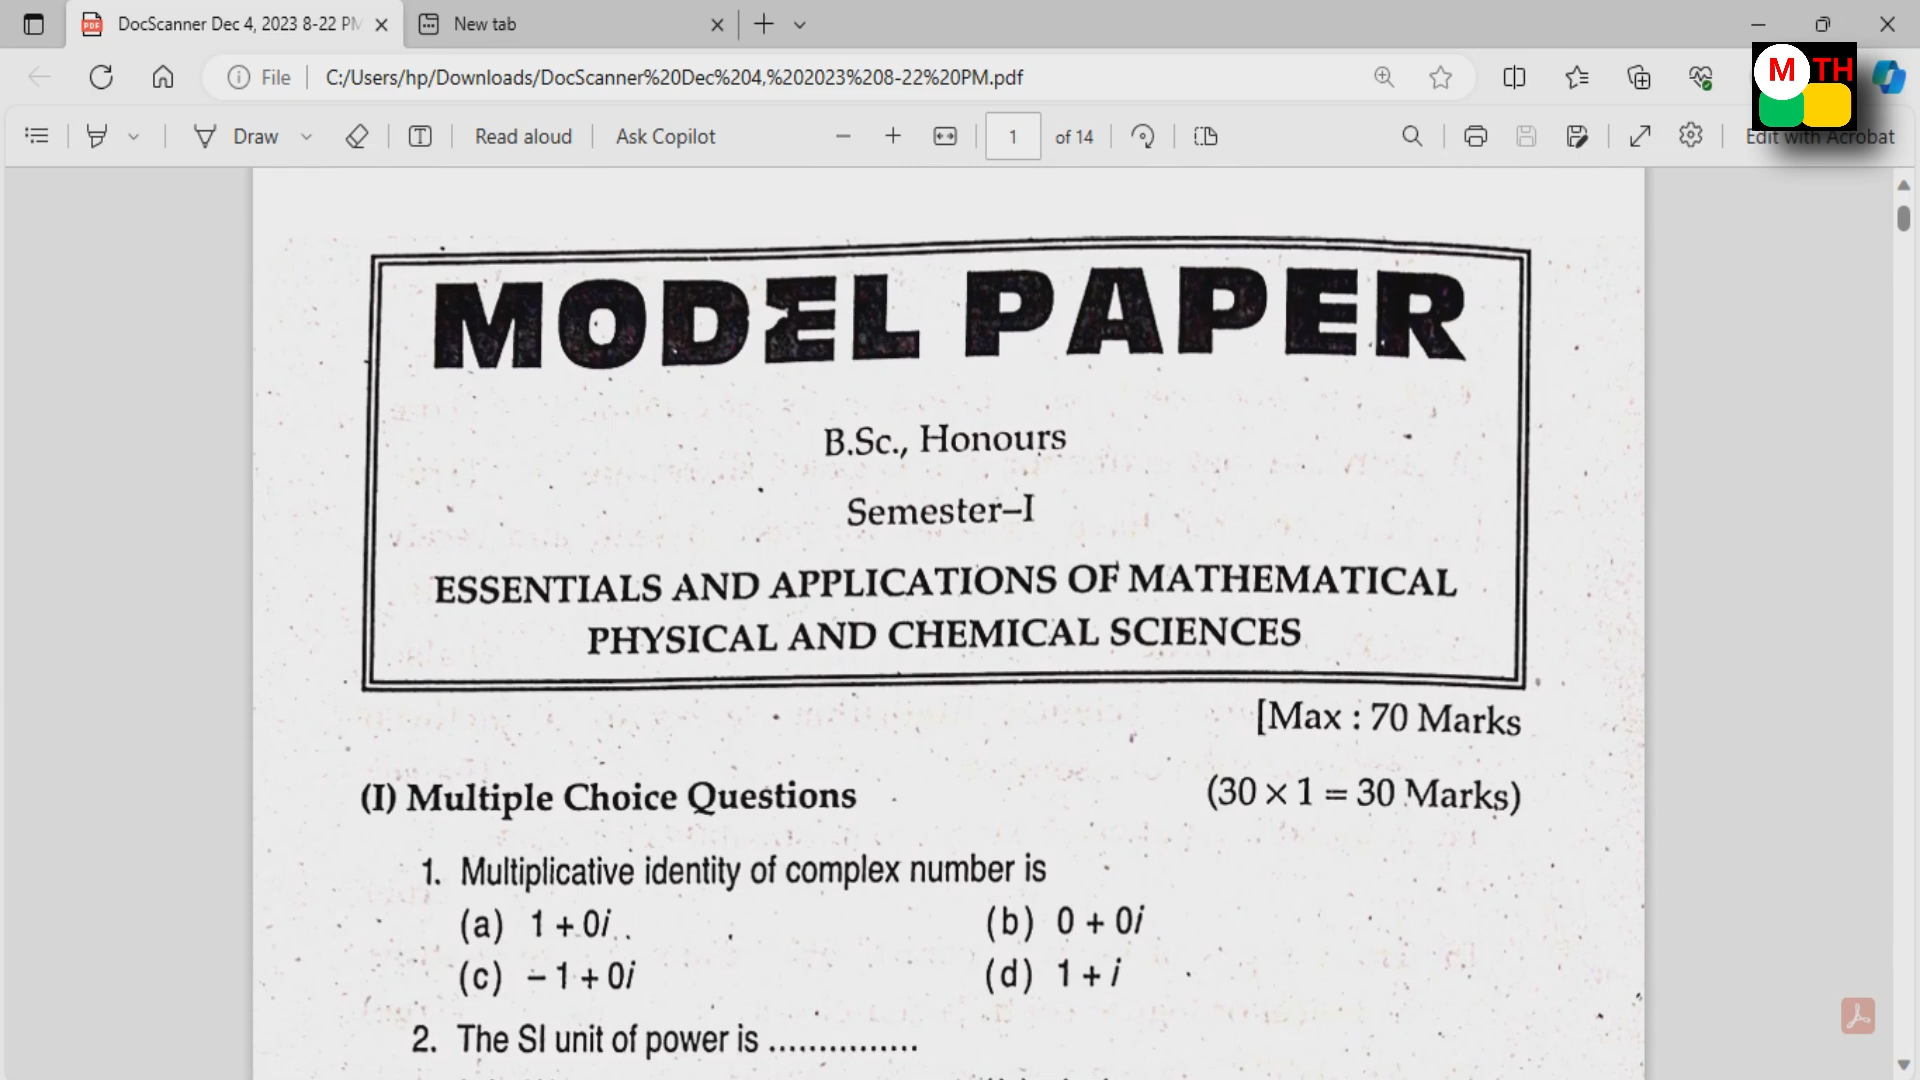 DocScanner Dec 4, 2023 8-22 PM
New tab
File
C:/Users/hp/Downloads/DocScanner%20Dec%204,%202023%208-22%20PM.pdf
M TH
Draw
Read aloud
Ask Copilot
1
of 14
Edit with Acrobat
MODEL PAPER
B.Sc., Honours
Semester–I
ESSENTIALS AND APPLICATIONS OF MATHEMATICAL
PHYSICAL AND CHEMICAL SCIENCES
[Max : 70 Marks
(I) Multiple Choice Questions (30 × 1 = 30 Marks)
1. Multiplicative identity of complex number is
(a) 1 + 0i (b) 0 + 0i
(c) – 1 + 0i (d) 1 + i
2. The SI unit of power is ...............